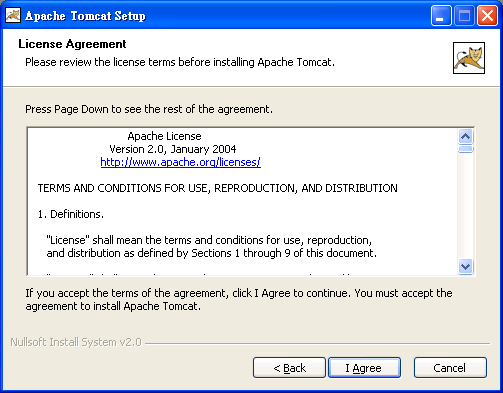 Apache Tomcat Setup
License Agreement
Please review the license terms before installing Apache Tomcat.
Press Page Down to see the rest of the agreement.
Apache License
Version 2.0, January 2004
http://www.apache.org/licenses/
TERMS AND CONDITIONS FOR USE, REPRODUCTION, AND DISTRIBUTION
1. Definitions.
"License" shall mean the terms and conditions for use, reproduction,
and distribution as defined by Sections 1 through 9 of this document.
If you accept the terms of the agreement, click I Agree to continue. You must accept the
agreement to install Apache Tomcat.
Nullsoft Install System v2.0
< Back I Agree Cancel